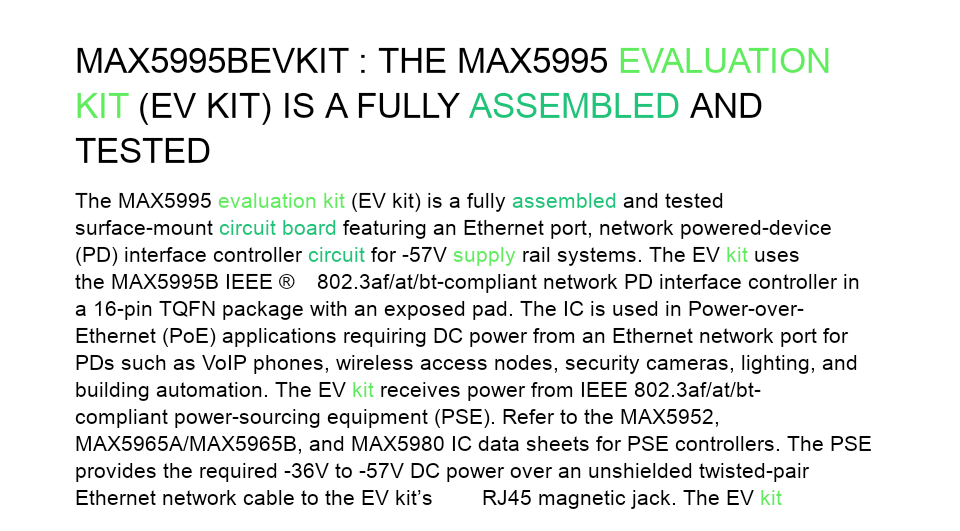 MAX5995BEVKIT : THE MAX5995 EVALUATION
KIT (EV KIT) IS A FULLY ASSEMBLED AND
TESTED
The MAX5995 evaluation kit (EV kit) is a fully assembled and tested
surface-mount circuit board featuring an Ethernet port, network powered-device
(PD) interface controller circuit for -57V supply rail systems. The EV kit uses
the MAX5995B IEEE ® 802.3af/at/bt-compliant network PD interface controller in
a 16-pin TQFN package with an exposed pad. The IC is used in Power-over-
Ethernet (PoE) applications requiring DC power from an Ethernet network port for
PDs such as VoIP phones, wireless access nodes, security cameras, lighting, and
building automation. The EV kit receives power from IEEE 802.3af/at/bt-
compliant power-sourcing equipment (PSE). Refer to the MAX5952,
MAX5965A/MAX5965B, and MAX5980 IC data sheets for PSE controllers. The PSE
provides the required -36V to -57V DC power over an unshielded twisted-pair
Ethernet network cable to the EV kit’s RJ45 magnetic jack. The EV kit